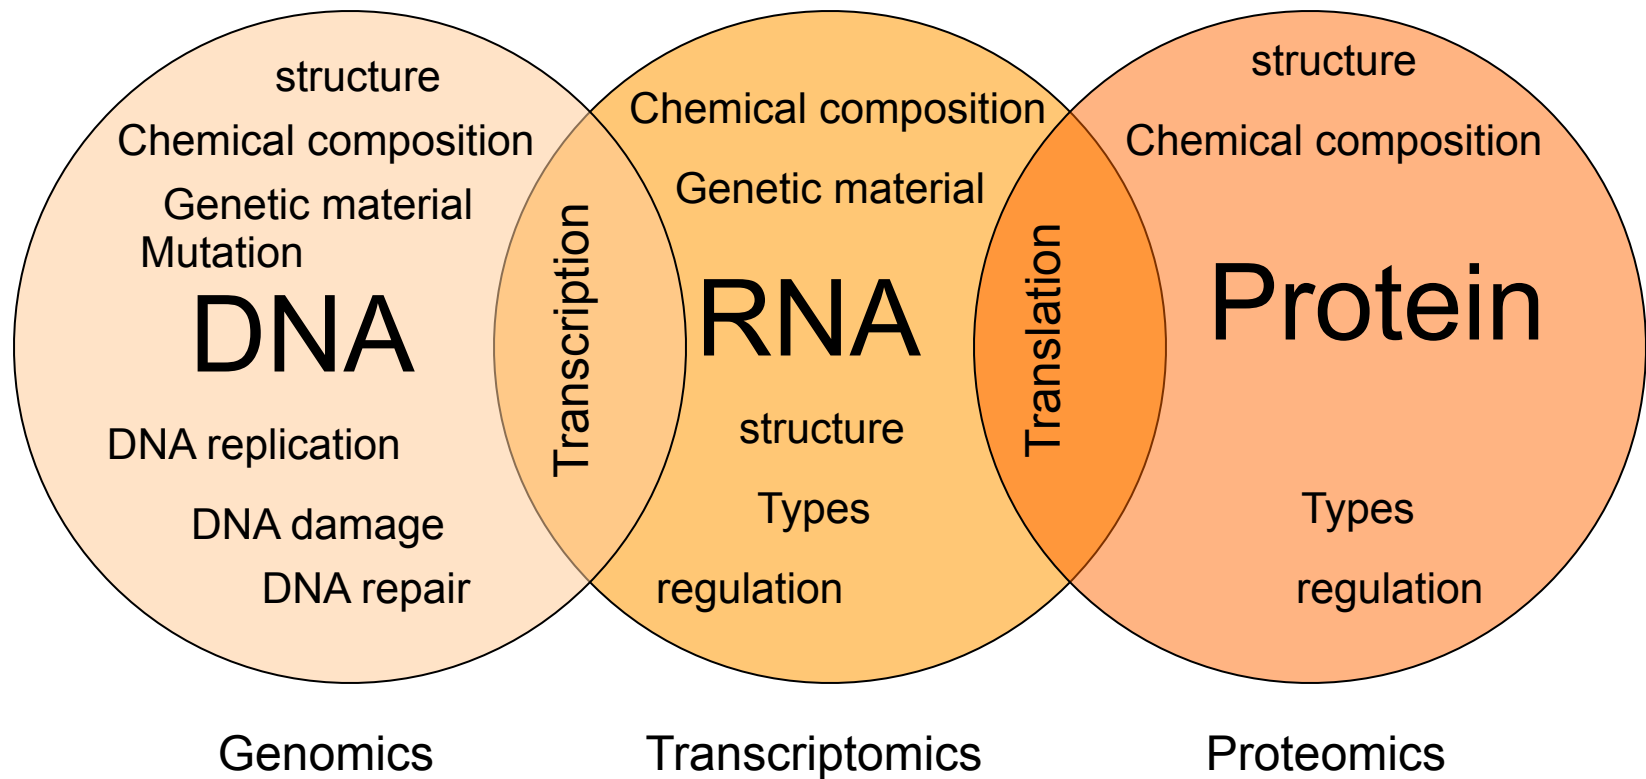 structure
Chemical composition
Genetic material
Mutation
DNA
DNA replication
DNA damage
DNA repair
Transcription
Chemical composition
Genetic material
RNA
structure
Types
regulation
Translation
structure
Chemical composition
Protein
Types
regulation
Genomics
Transcriptomics
Proteomics